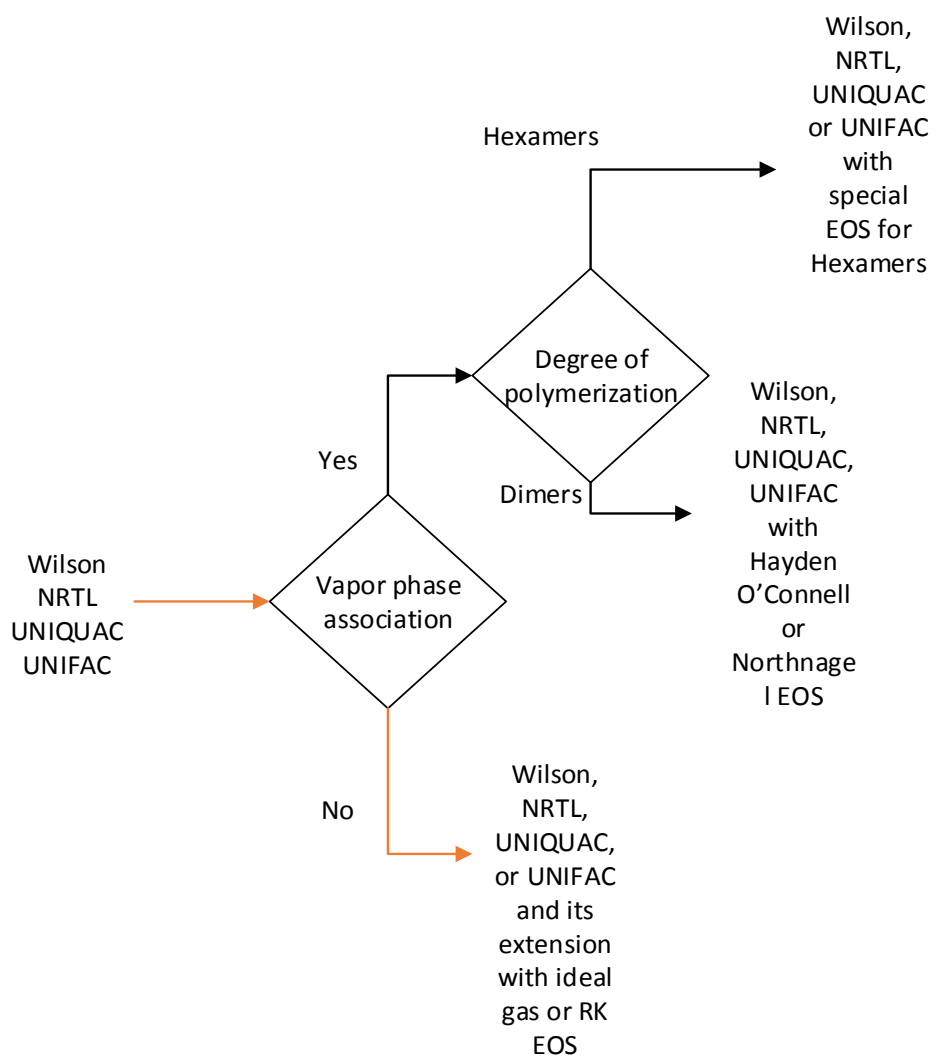 Wilson,
NRTL,
UNIQUAC
or UNIFAC
with
special
EOS for
Hexamers
Hexamers
Degree of
polymerization
Wilson,
NRTL,
UNIQUAC,
UNIFAC
with
Hayden
O’Connell
or
Northnage
l EOS
Yes
Dimers
Wilson
NRTL
UNIQUAC
UNIFAC
Vapor phase
association
No
Wilson,
NRTL,
UNIQUAC,
or UNIFAC
and its
extension
with ideal
gas or RK
EOS